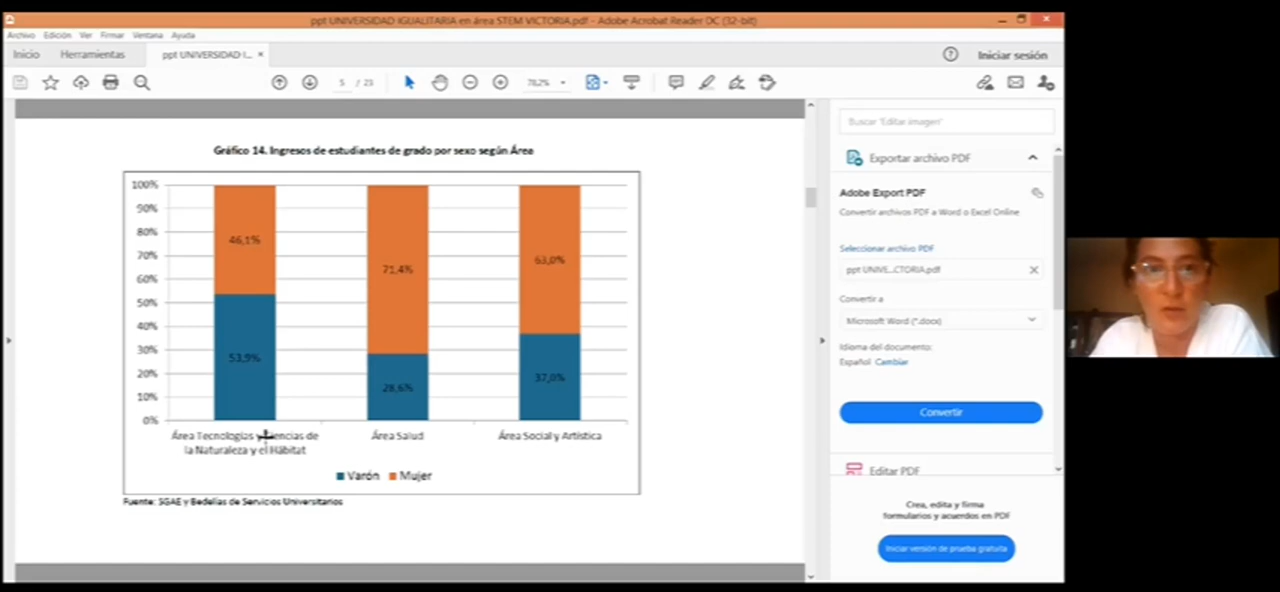 ppt UNIVERSIDAD IGUALITARIA en área STEM VICTORIA.pdf - Adobe Acrobat Reader DC (32-bit)
Archivo Edición Ver Firmar Ventana Ayuda
Inicio Herramientas ppt UNIVERSIDAD I... × Iniciar sesión
5 / 23 78,2%
Gráfico 14. Ingresos de estudiantes de grado por sexo según Área
100%
90%
80%
70%
60%
50%
40%
30%
20%
10%
0%
46,1%
53,9%
71,4%
28,6%
63,0%
37,0%
Área Tecnologías y Ciencias de
la Naturaleza y el Hábitat
Área Salud
Área Social y Artística
Varón Mujer
Fuente: SGAE y Bedelías de Servicios Universitarios
Buscar 'Editar imagen'
Exportar archivo PDF
Adobe Export PDF
Convertir archivos PDF a Word o Excel Online
Seleccionar archivo PDF
ppt UNIVE...CTORIA.pdf
Convertir a
Microsoft Word (*.docx)
Idioma del documento:
Español Cambiar
Convertir
Editar PDF
Crea, edita y firma
formularios y acuerdos en PDF
Iniciar versión de prueba gratuita